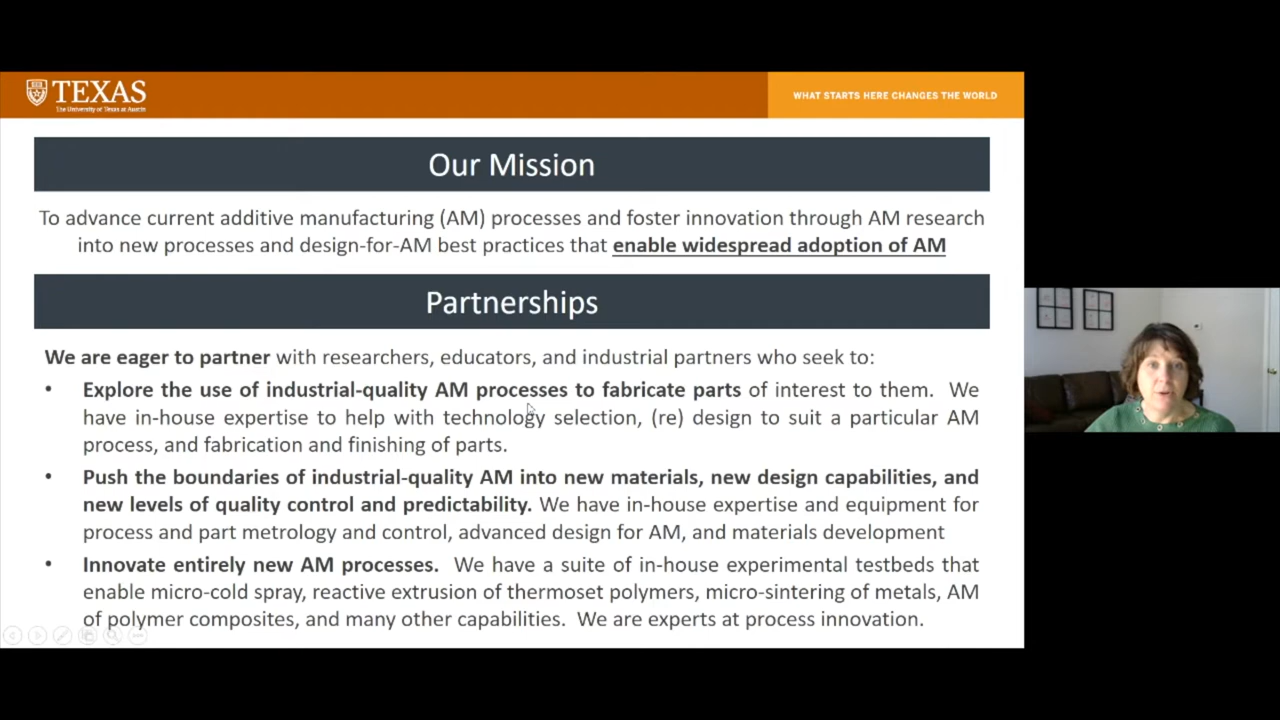 TEXAS
The University of Texas at Austin
WHAT STARTS HERE CHANGES THE WORLD
Our Mission
To advance current additive manufacturing (AM) processes and foster innovation through AM research
into new processes and design-for-AM best practices that enable widespread adoption of AM
Partnerships
We are eager to partner with researchers, educators, and industrial partners who seek to:
• Explore the use of industrial-quality AM processes to fabricate parts of interest to them. We
have in-house expertise to help with technology selection, (re) design to suit a particular AM
process, and fabrication and finishing of parts.
• Push the boundaries of industrial-quality AM into new materials, new design capabilities, and
new levels of quality control and predictability. We have in-house expertise and equipment for
process and part metrology and control, advanced design for AM, and materials development
• Innovate entirely new AM processes. We have a suite of in-house experimental testbeds that
enable micro-cold spray, reactive extrusion of thermoset polymers, micro-sintering of metals, AM
of polymer composites, and many other capabilities. We are experts at process innovation.